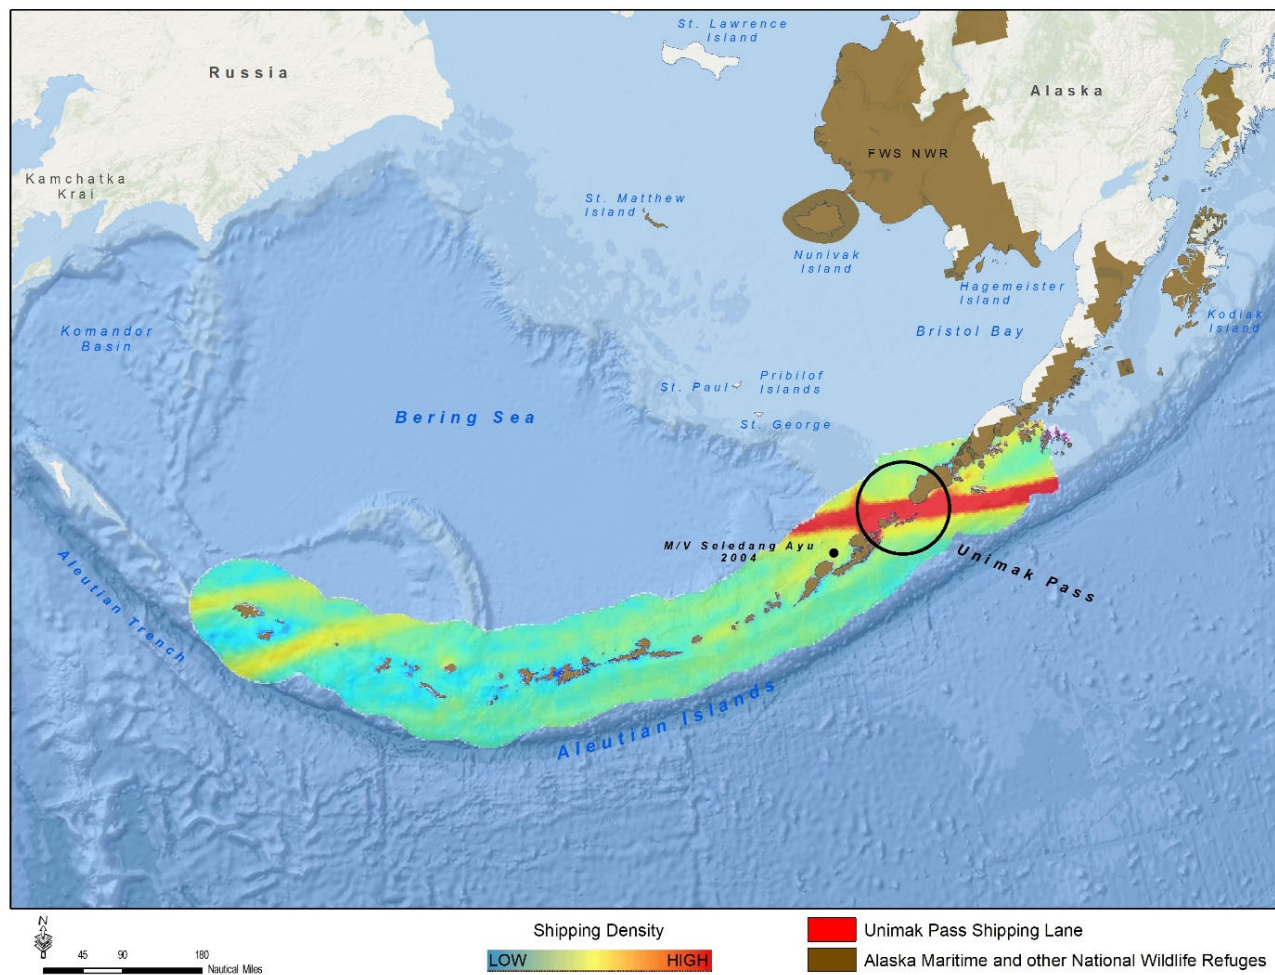 St. Lawrence
Island
Russia
Alaska
FWS NWR
Kamchatka
Krai
St. Matthew
Island
Nunivak
Island
Hagemeister
Island
Kodiak
Island
Bristol Bay
Komandor
Basin
St. Paul
Pribilof
Islands
Bering Sea
St. George
M/V Seledang Ayu
2004
Unimak Pass
Aleutian Trench
Aleutian Islands
N
45
90
180
Nautical Miles
Shipping Density
LOW
HIGH
Unimak Pass Shipping Lane
Alaska Maritime and other National Wildlife Refuges